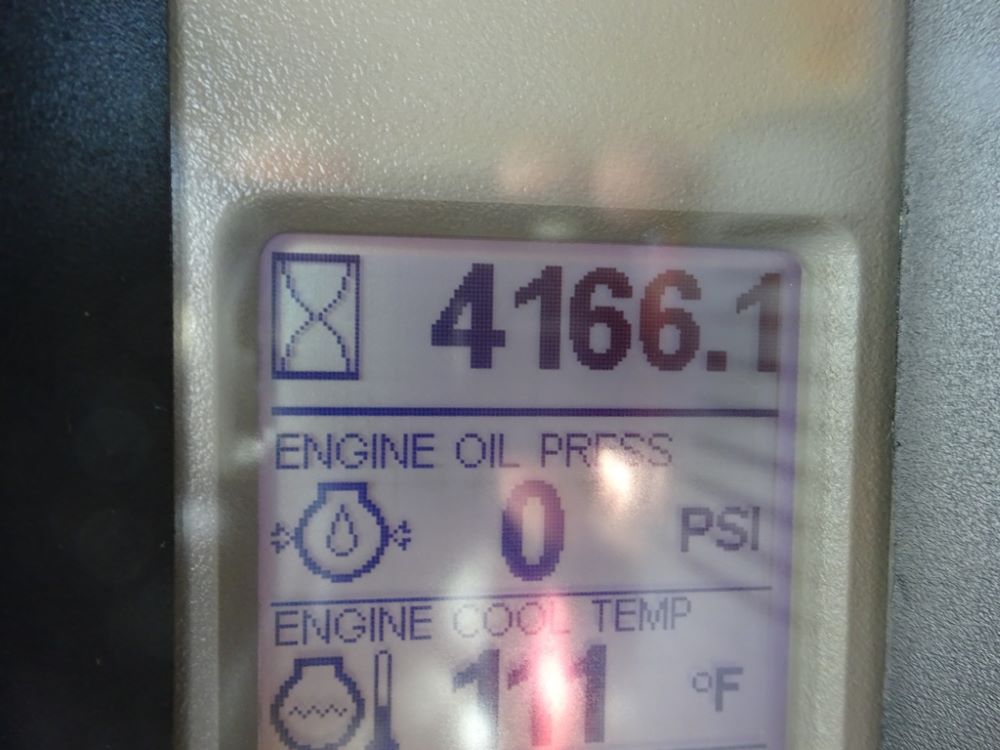 4166.1
ENGINE OIL PRESS
0 PSI
ENGINE COOL TEMP
111 °F